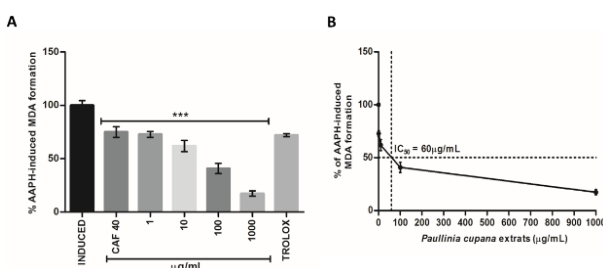 A
% AAPH-induced MDA formation
150
100
50
0
***
INDUCED
CAF 40
1
10
100
1000
TROLOX
μg/mL
B
% of AAPH-induced
MDA formation
150
100
50
0
IC50 = 60μg/mL
0
100
200
300
400
500
600
700
800
900
1000
Paullinia cupana extrats (μg/mL)